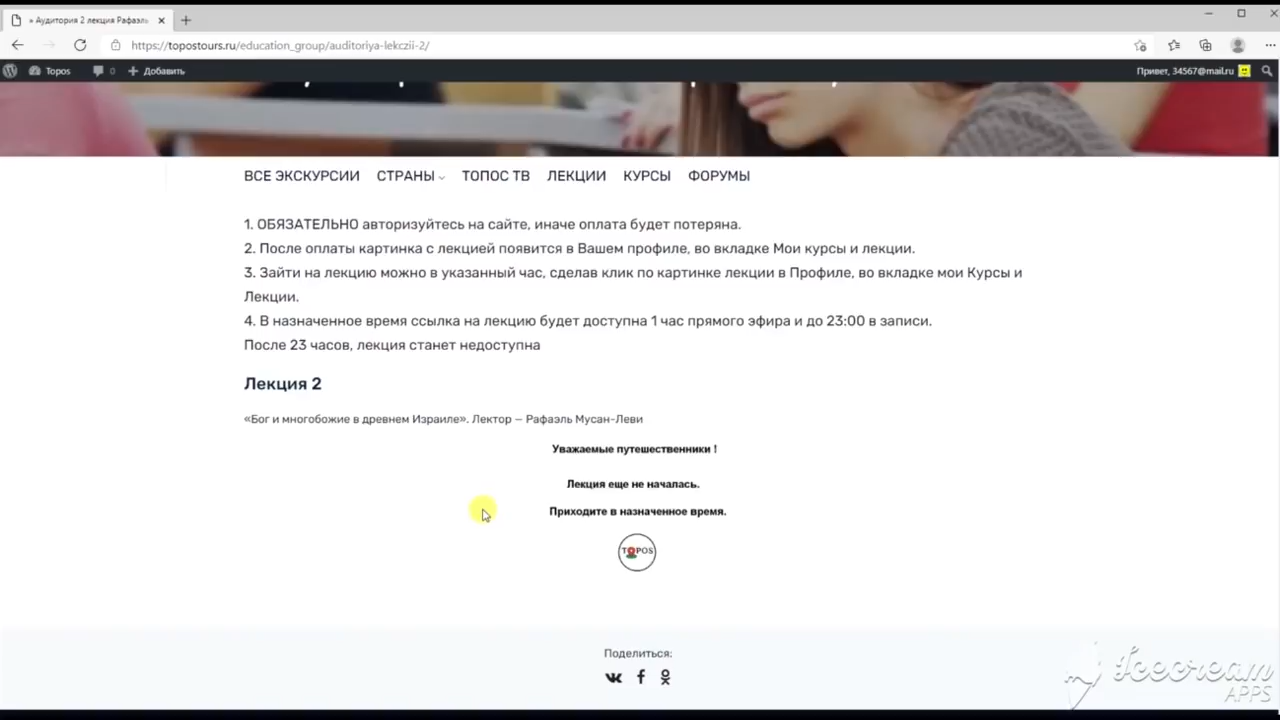 » Аудитория 2 лекция Рафаэль
https://topostours.ru/education_group/auditoriya-lekczii-2/
Topos 0 Добавить Привет, 34567@mail.ru
ВСЕ ЭКСКУРСИИ СТРАНЫ ТОПОС ТВ ЛЕКЦИИ КУРСЫ ФОРУМЫ
1. ОБЯЗАТЕЛЬНО авторизуйтесь на сайте, иначе оплата будет потеряна.
2. После оплаты картинка с лекцией появится в Вашем профиле, во вкладке Мои курсы и лекции.
3. Зайти на лекцию можно в указанный час, сделав клик по картинке лекции в Профиле, во вкладке мои Курсы и
Лекции.
4. В назначенное время ссылка на лекцию будет доступна 1 час прямого эфира и до 23:00 в записи.
После 23 часов, лекция станет недоступна
Лекция 2
«Бог и многобожие в древнем Израиле». Лектор – Рафаэль Мусан-Леви
Уважаемые путешественники !
Лекция еще не началась.
Приходите в назначенное время.
TOPOS
Поделиться:
Icecream
APPS